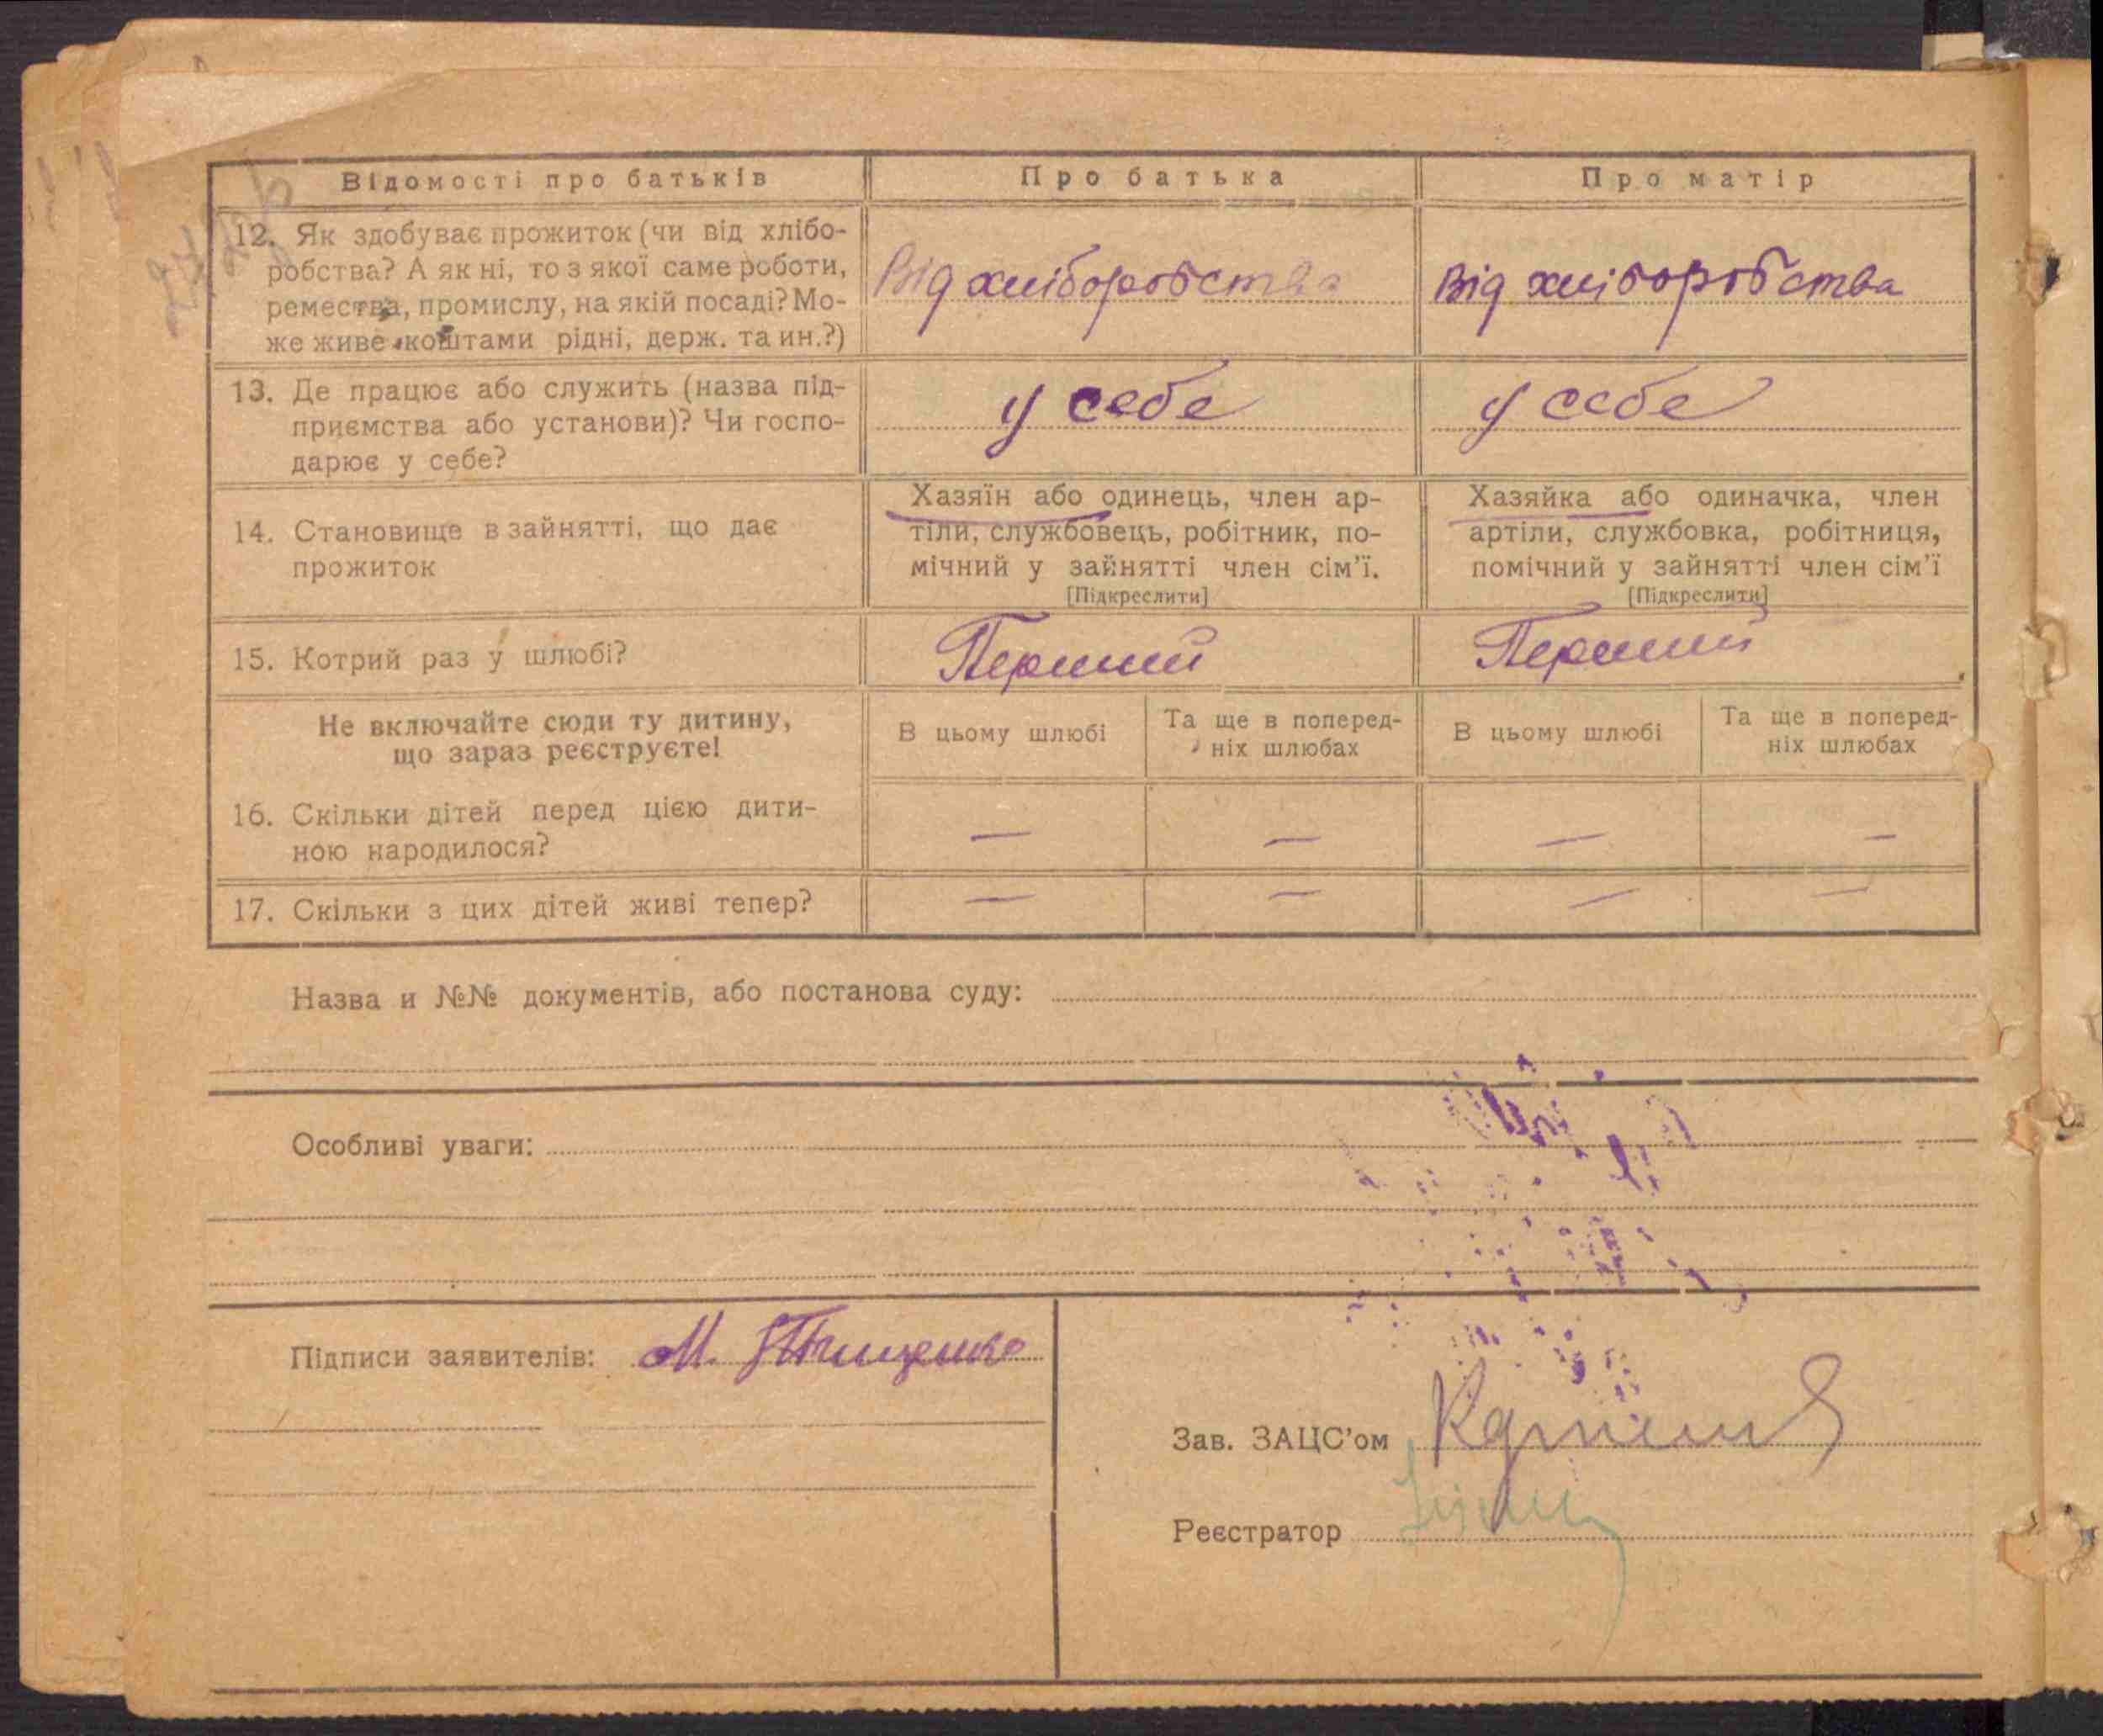 Відомості про батьків
Про батька
Про матір
12. Як здобуває прожиток (чи від хлібо-
робства? А як ні, то з якої саме роботи,
ремества, промислу, на якій посаді? Мо-
же живе коштами рідні, держ. та ин.?)
Від хліборобства
Від хліборобства
13. Де працює або служить (назва під-
приємства або установи)? Чи госпо-
дарює у себе?
у себе
у себе
14. Становище в зайнятті, що дає
прожиток
Хазяїн або одинець, член ар-
тіли, службовець, робітник, по-
мічний у зайнятті член сім'ї.
[Підкреслити]
Хазяйка або одиначка, член
артіли, службовка, робітниця,
помічний у зайнятті член сім'ї
[Підкреслити]
15. Котрий раз у шлюбі?
Перший
Перший
Не включайте сюди ту дитину,
що зараз реєструєте!
В цьому шлюбі
Та ще в поперед-
ніх шлюбах
В цьому шлюбі
Та ще в поперед-
ніх шлюбах
16. Скільки дітей перед цією дити-
ною народилося?
— — — —
17. Скільки з цих дітей живі тепер?
— — — —
Назва и №№ документів, або постанова суду:
Особливі уваги:
Підписи заявителів: М.
Зав. ЗАЦС'ом
Реєстратор